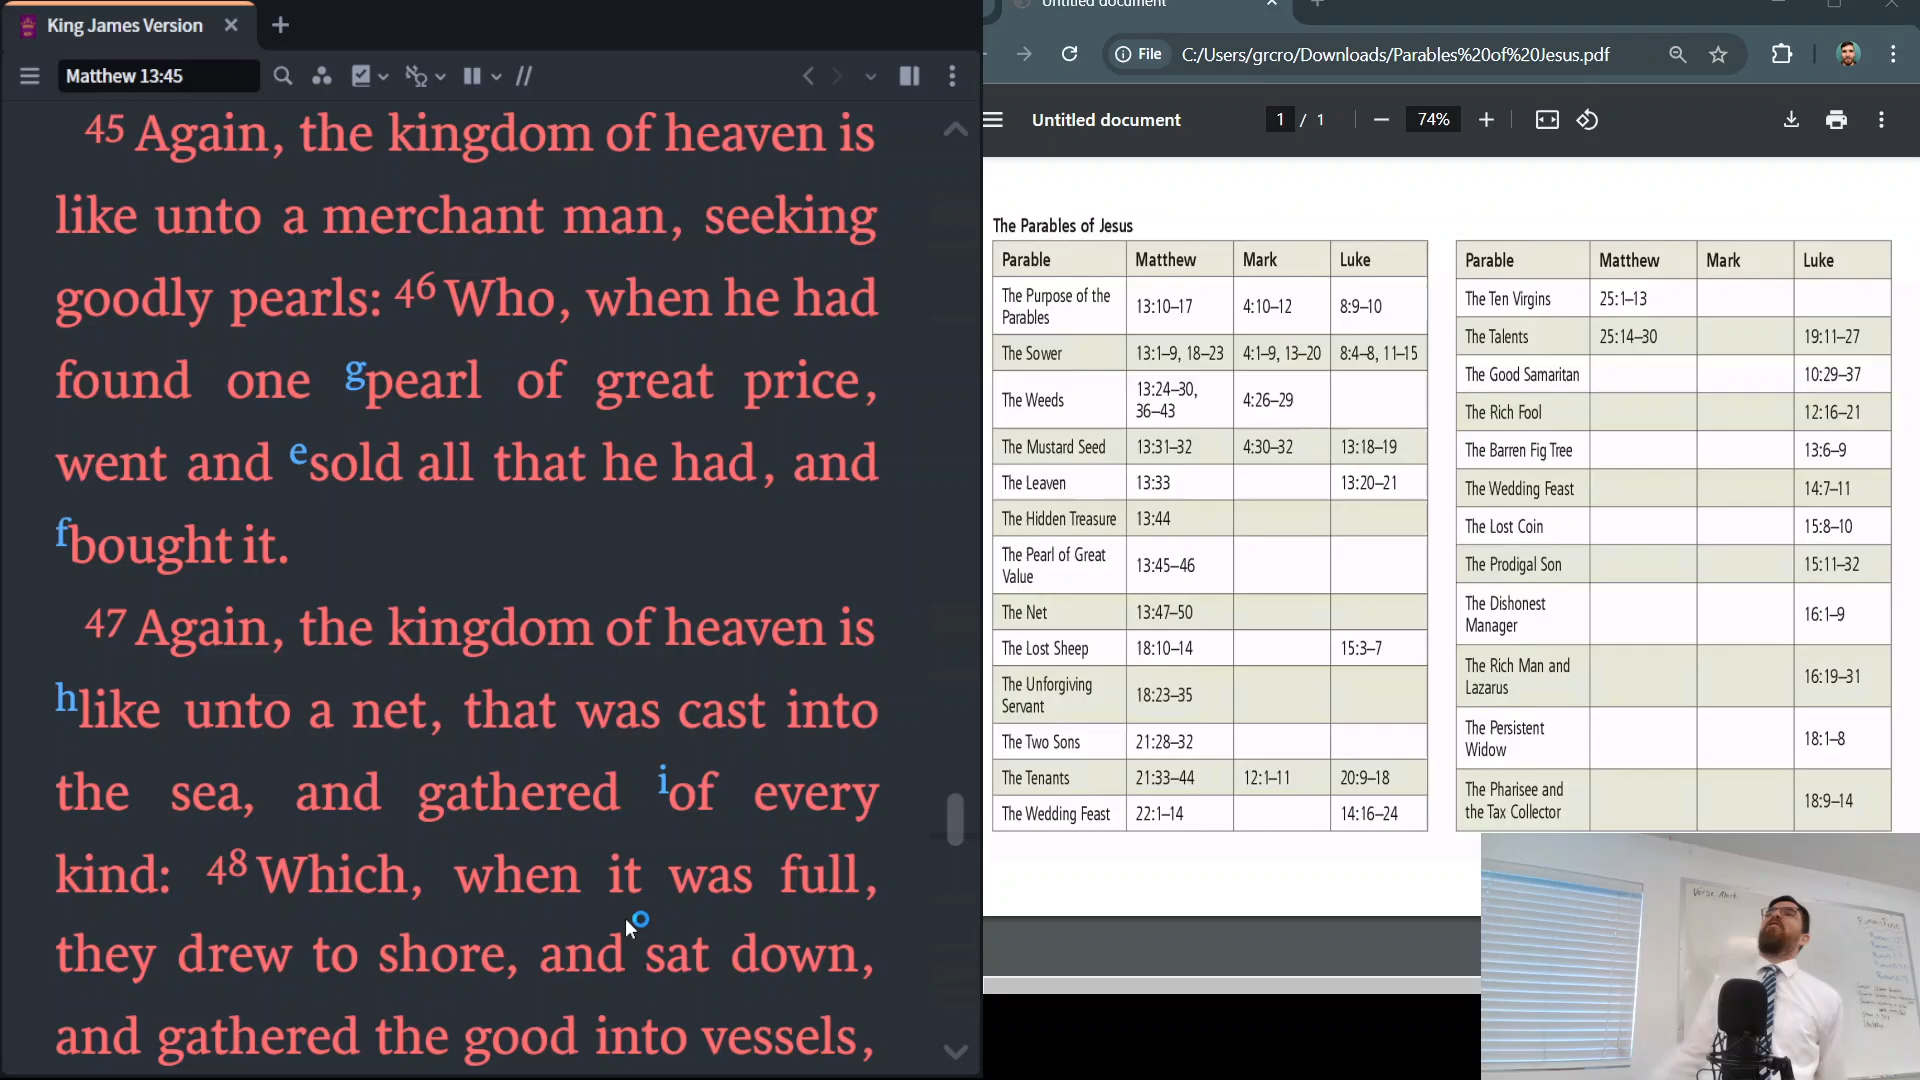 King James Version
Matthew 13:45
45 Again, the kingdom of heaven is
like unto a merchant man, seeking
goodly pearls: 46 Who, when he had
found one gpearl of great price,
went and esold all that he had, and
fbought it.
47 Again, the kingdom of heaven is
hlike unto a net, that was cast into
the sea, and gathered iof every
kind: 48 Which, when it was full,
they drew to shore, and sat down,
and gathered the good into vessels,
Untitled document
File C:/Users/grcro/Downloads/Parables%20of%20Jesus.pdf
Untitled document 1 / 1 74%
The Parables of Jesus
Parable Matthew Mark Luke
The Purpose of the
Parables 13:10–17 4:10–12 8:9–10
The Sower 13:1–9, 18–23 4:1–9, 13–20 8:4–8, 11–15
The Weeds 13:24–30,
36–43 4:26–29
The Mustard Seed 13:31–32 4:30–32 13:18–19
The Leaven 13:33 13:20–21
The Hidden Treasure 13:44
The Pearl of Great
Value 13:45–46
The Net 13:47–50
The Lost Sheep 18:10–14 15:3–7
The Unforgiving
Servant 18:23–35
The Two Sons 21:28–32
The Tenants 21:33–44 12:1–11 20:9–18
The Wedding Feast 22:1–14 14:16–24
Parable Matthew Mark Luke
The Ten Virgins 25:1–13
The Talents 25:14–30 19:11–27
The Good Samaritan 10:29–37
The Rich Fool 12:16–21
The Barren Fig Tree 13:6–9
The Wedding Feast 14:7–11
The Lost Coin 15:8–10
The Prodigal Son 15:11–32
The Dishonest
Manager 16:1–9
The Rich Man and
Lazarus 16:19–31
The Persistent
Widow 18:1–8
The Pharisee and
the Tax Collector 18:9–14
Verse Alert